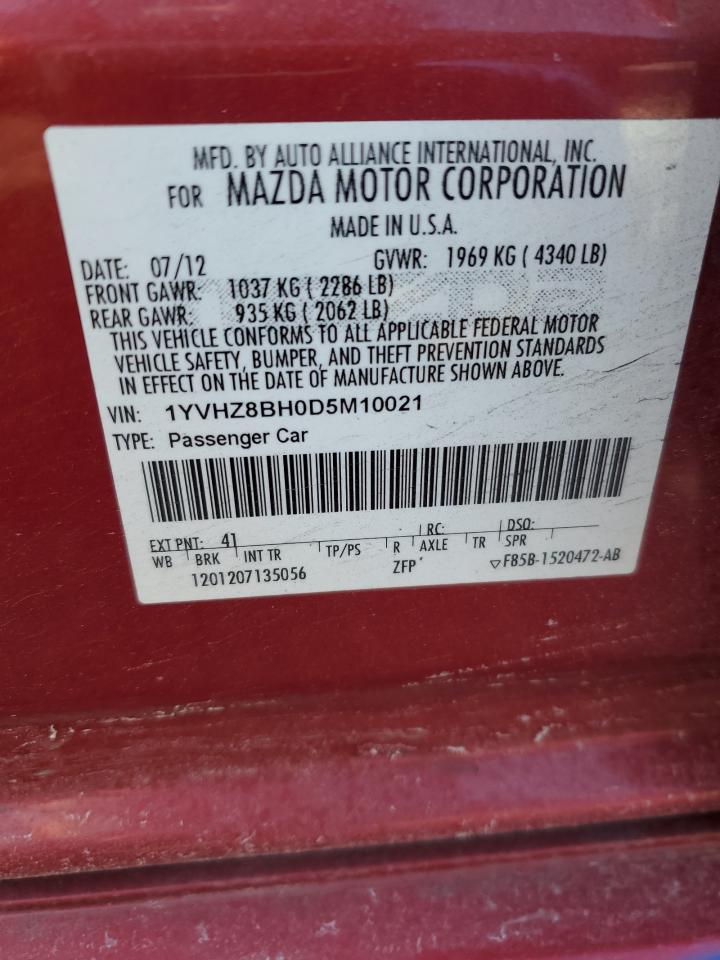 MFD. BY AUTO ALLIANCE INTERNATIONAL, INC.
FOR MAZDA MOTOR CORPORATION
MADE IN U.S.A.
DATE: 07/12 GVWR: 1969 KG ( 4340 LB)
FRONT GAWR: 1037 KG ( 2286 LB)
REAR GAWR: 935 KG ( 2062 LB)
THIS VEHICLE CONFORMS TO ALL APPLICABLE FEDERAL MOTOR
VEHICLE SAFETY, BUMPER, AND THEFT PREVENTION STANDARDS
IN EFFECT ON THE DATE OF MANUFACTURE SHOWN ABOVE.
VIN: 1YVHZ8BH0D5M10021
TYPE: Passenger Car
EXT PNT: 41 RC: DSO:
WB BRK INT TR TP/PS R AXLE TR SPR
1201207135056 ZFP ▽F85B-1520472-AB